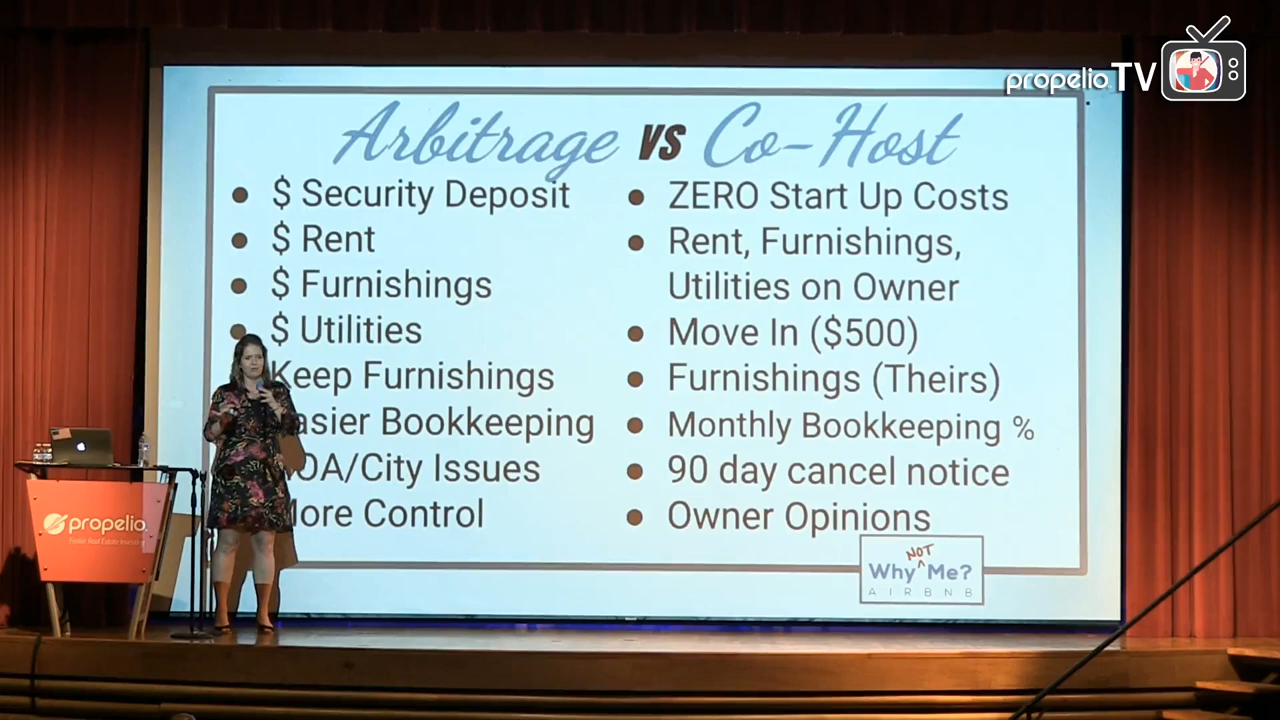 propelio TV
Arbitrage VS Co-Host
$ Security Deposit
$ Rent
$ Furnishings
$ Utilities
Keep Furnishings
asier Bookkeeping
OA/City Issues
More Control
ZERO Start Up Costs
Rent, Furnishings,
Utilities on Owner
Move In ($500)
Furnishings (Theirs)
Monthly Bookkeeping %
90 day cancel notice
Owner Opinions
NOT
Why ^ Me?
AIRBNB
propelio